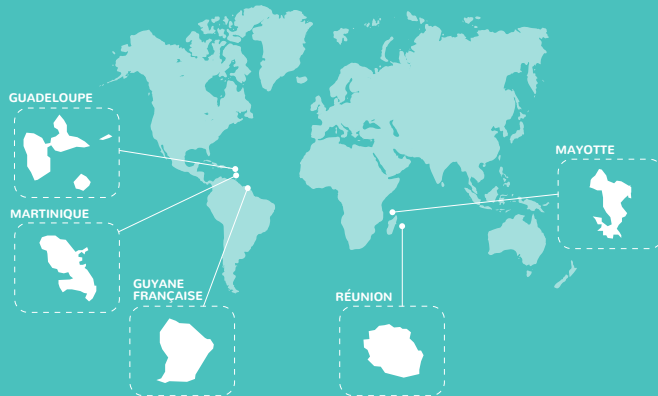 GUADELOUPE
MAYOTTE
MARTINIQUE
GUYANE
FRANÇAISE
RÉUNION